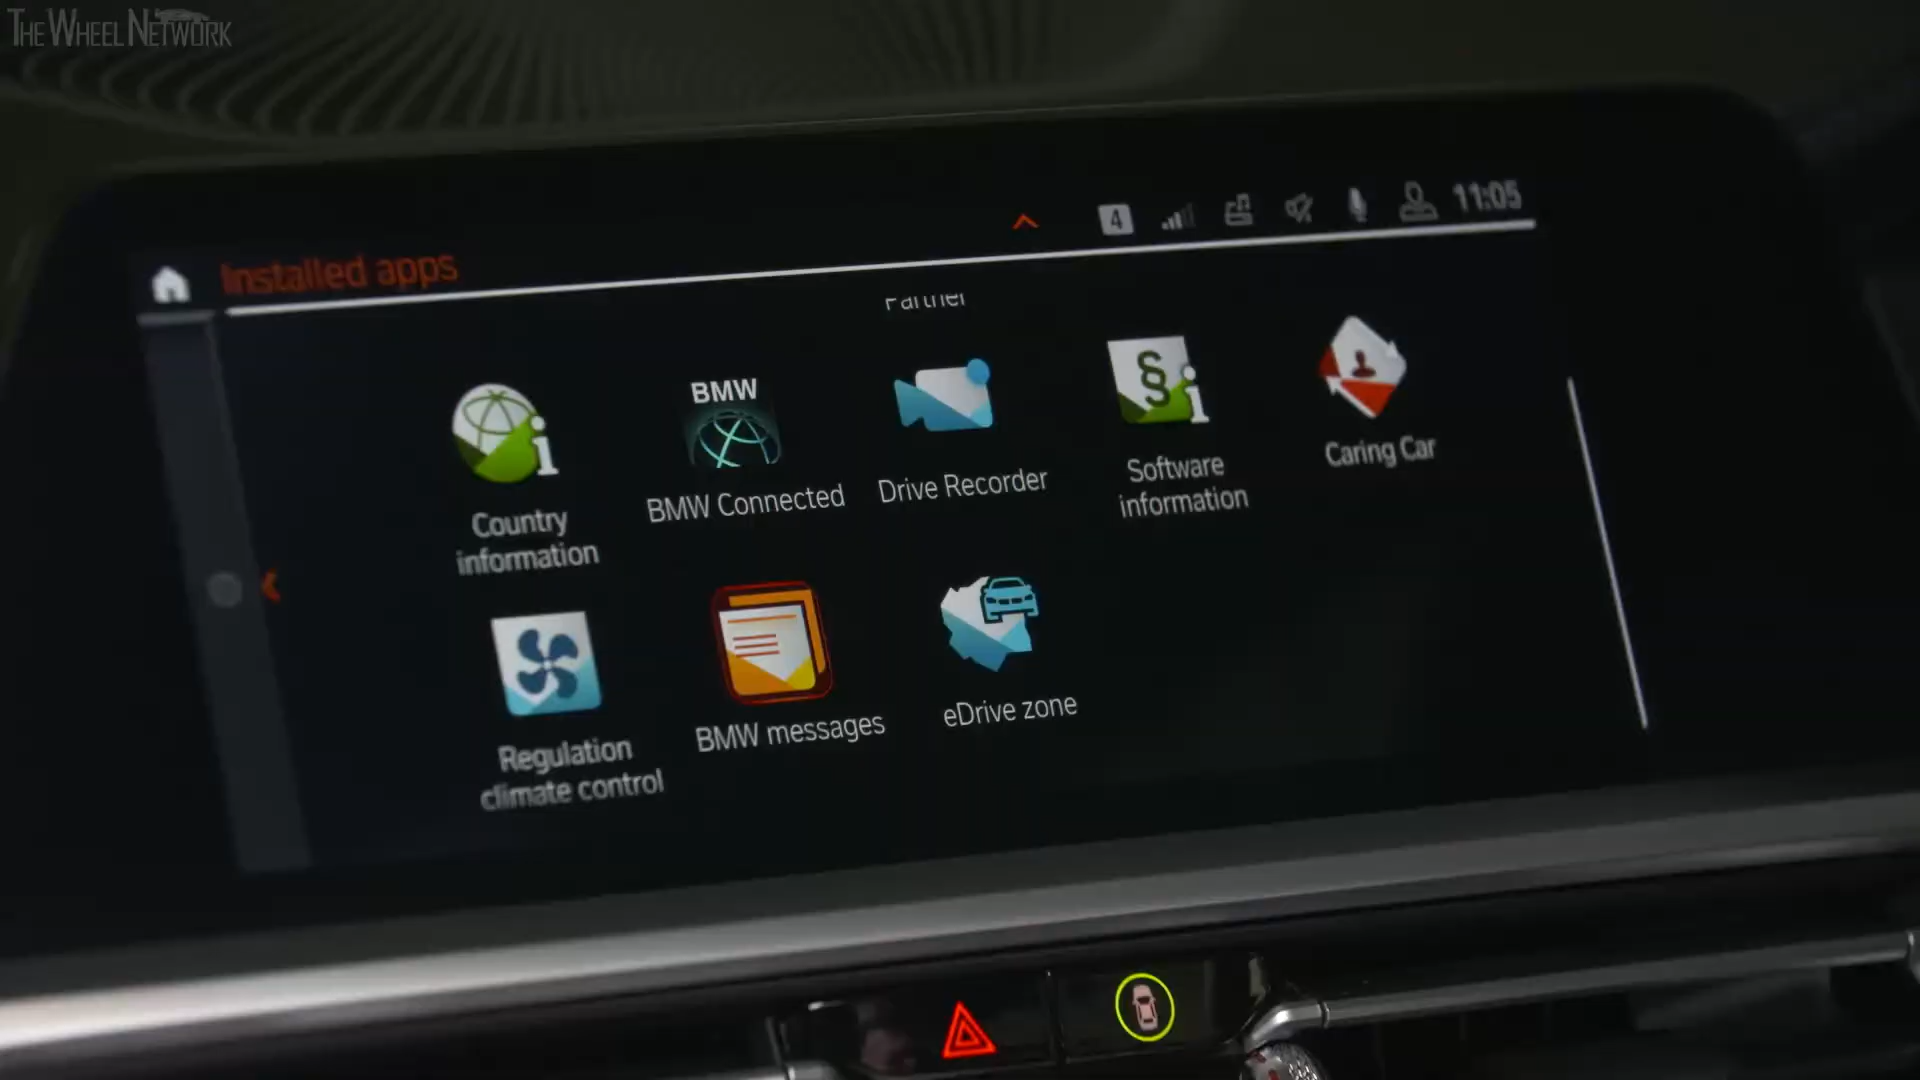 THE WHEEL NETWORK
4
11:05
Installed apps
Partner
BMW
§
i
i
Country
information
BMW Connected
Drive Recorder
Software
information
Caring Car
Regulation
climate control
BMW messages
eDrive zone